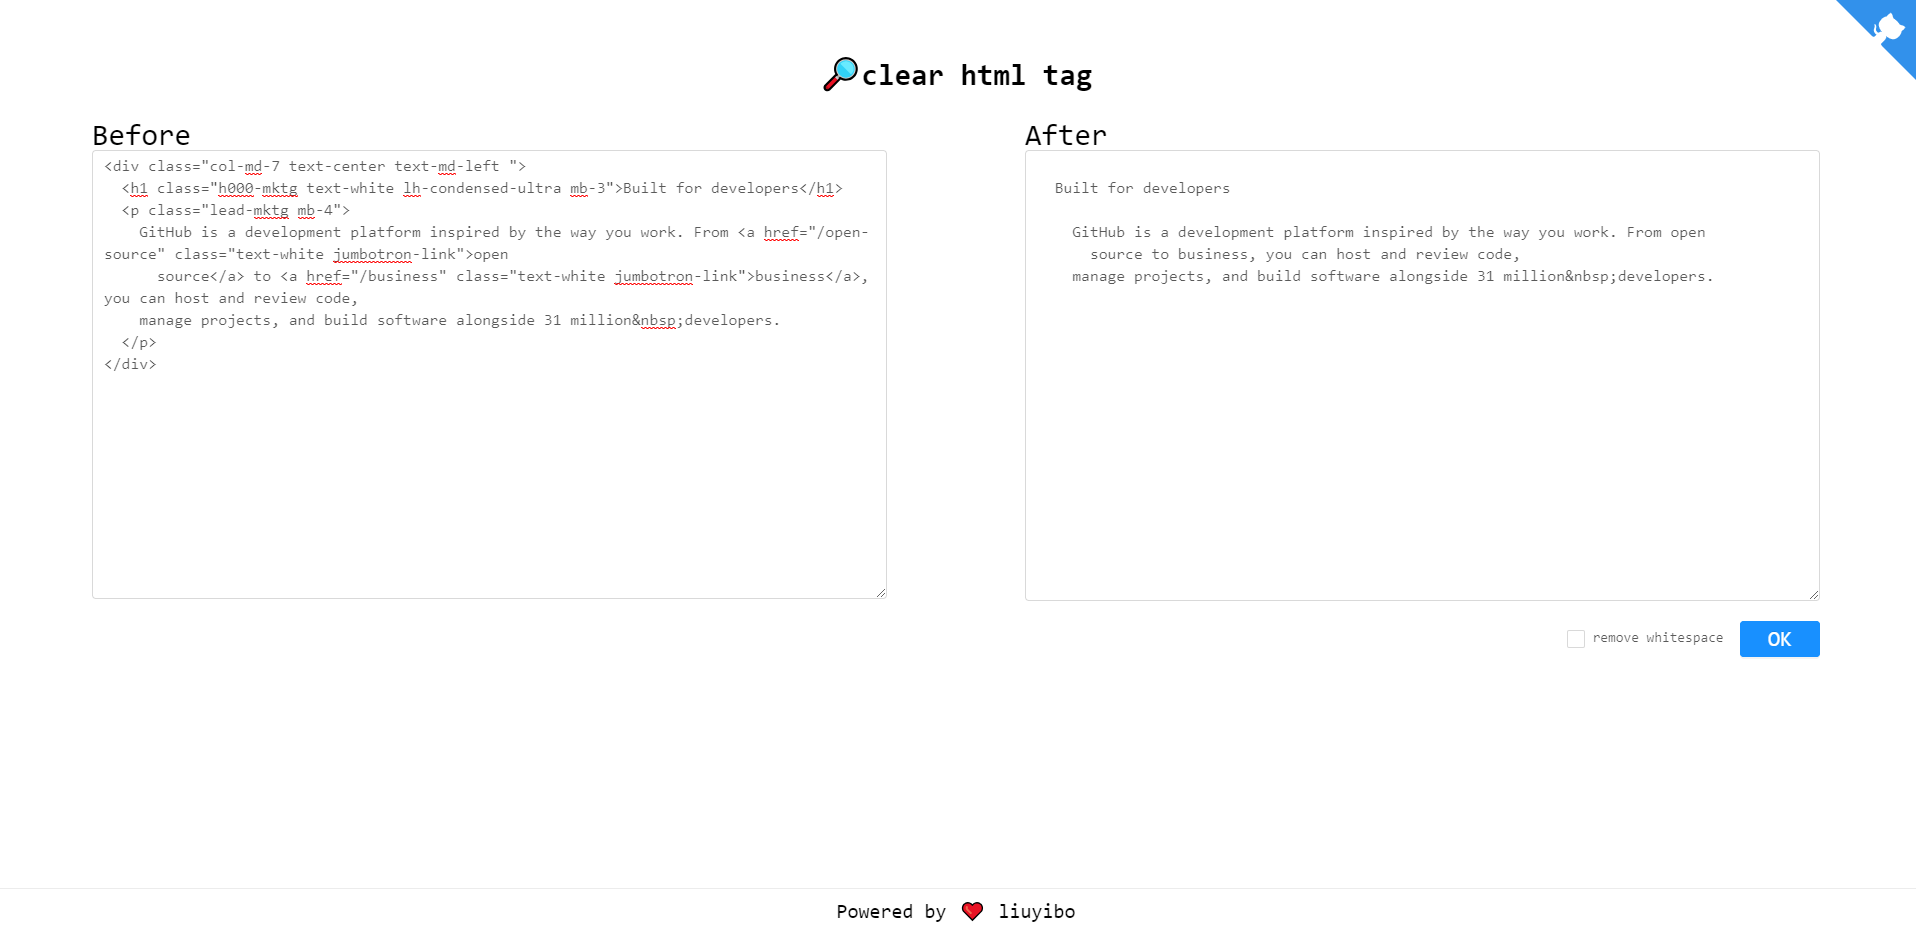 clear html tag
Before
<div class="col-md-7 text-center text-md-left ">
  <h1 class="h000-mktg text-white lh-condensed-ultra mb-3">Built for developers</h1>
  <p class="lead-mktg mb-4">
    GitHub is a development platform inspired by the way you work. From <a href="/open-
source" class="text-white jumbotron-link">open
      source</a> to <a href="/business" class="text-white jumbotron-link">business</a>,
you can host and review code,
    manage projects, and build software alongside 31 million&nbsp;developers.
  </p>
</div>
After
  Built for developers
    GitHub is a development platform inspired by the way you work. From open
      source to business, you can host and review code,
    manage projects, and build software alongside 31 million&nbsp;developers.
remove whitespace
OK
Powered by ❤ liuyibo